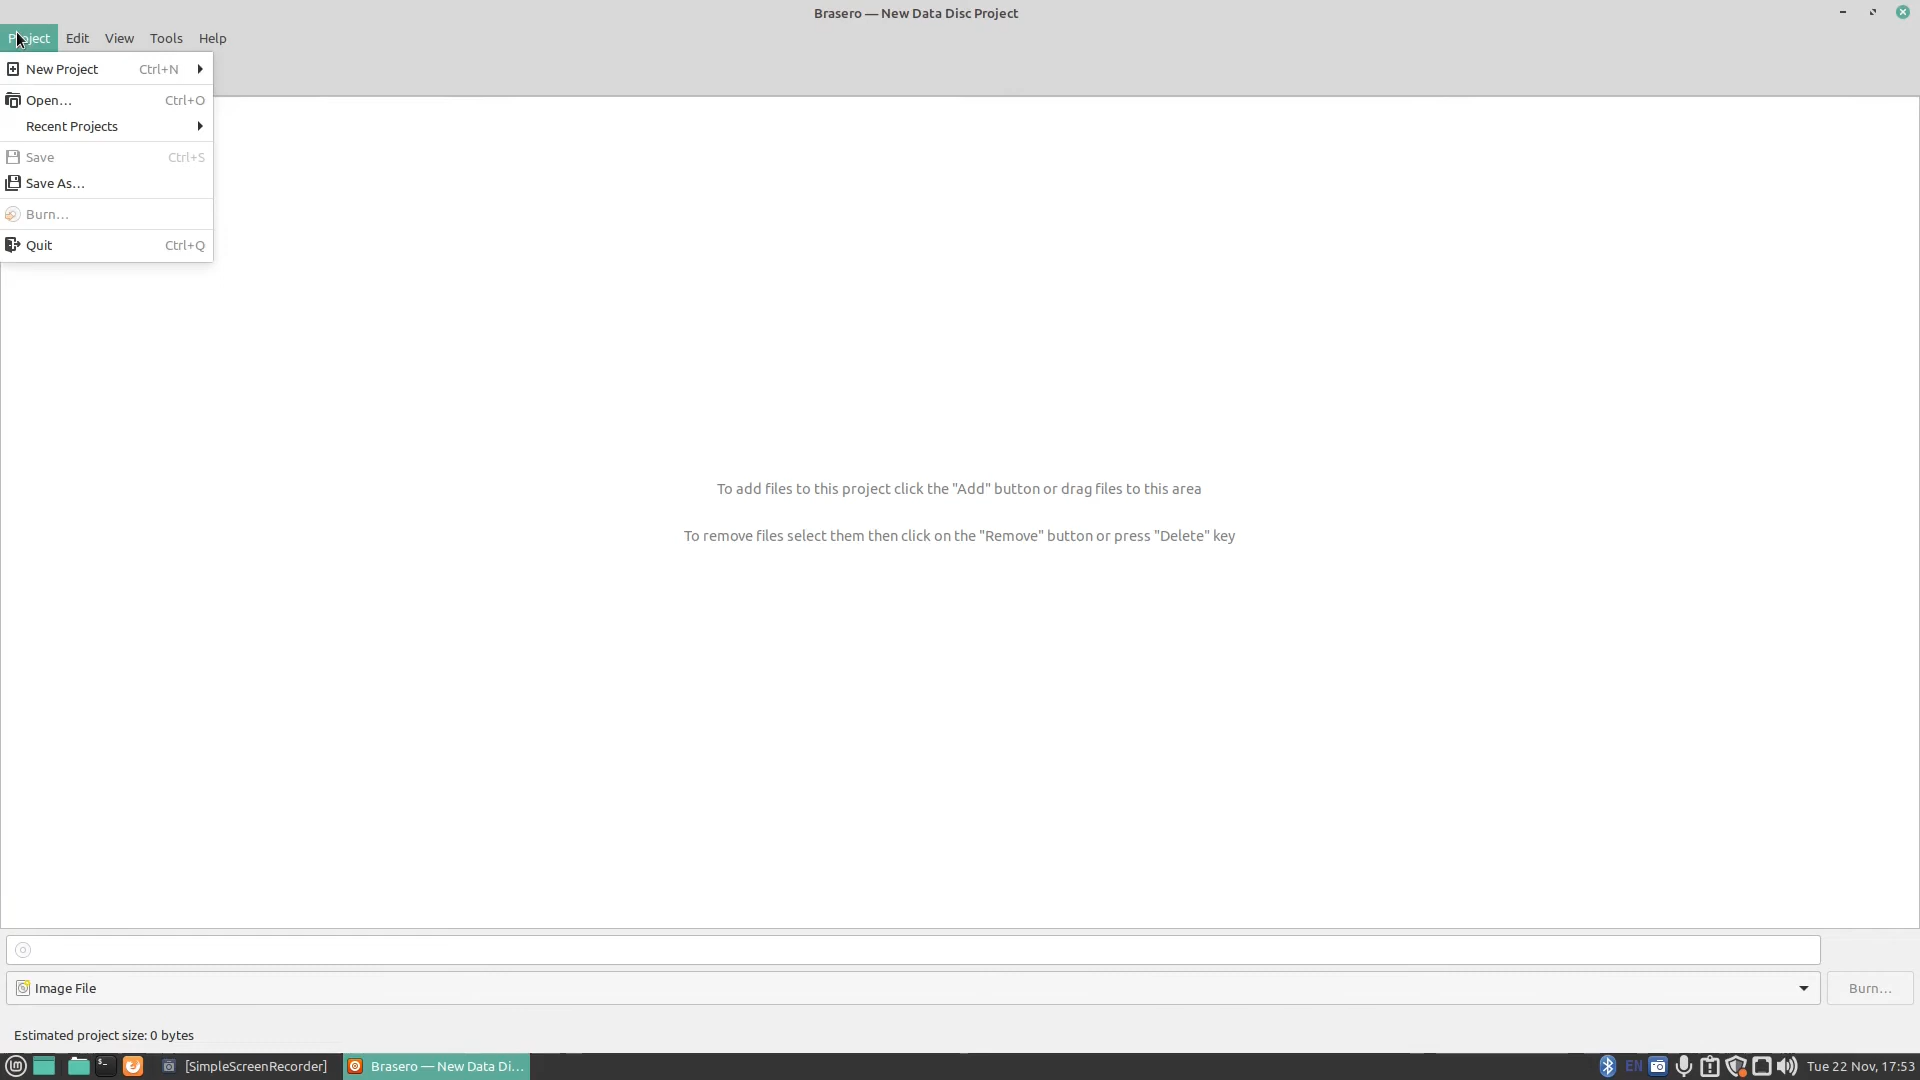 Brasero — New Data Disc Project
Project Edit View Tools Help
New Project Ctrl+N
Open... Ctrl+O
Recent Projects
Save Ctrl+S
Save As...
Burn...
Quit Ctrl+Q
To add files to this project click the "Add" button or drag files to this area
To remove files select them then click on the "Remove" button or press "Delete" key
Image File
Burn...
Estimated project size: 0 bytes
[SimpleScreenRecorder] Brasero — New Data Di... EN Tue 22 Nov, 17:53